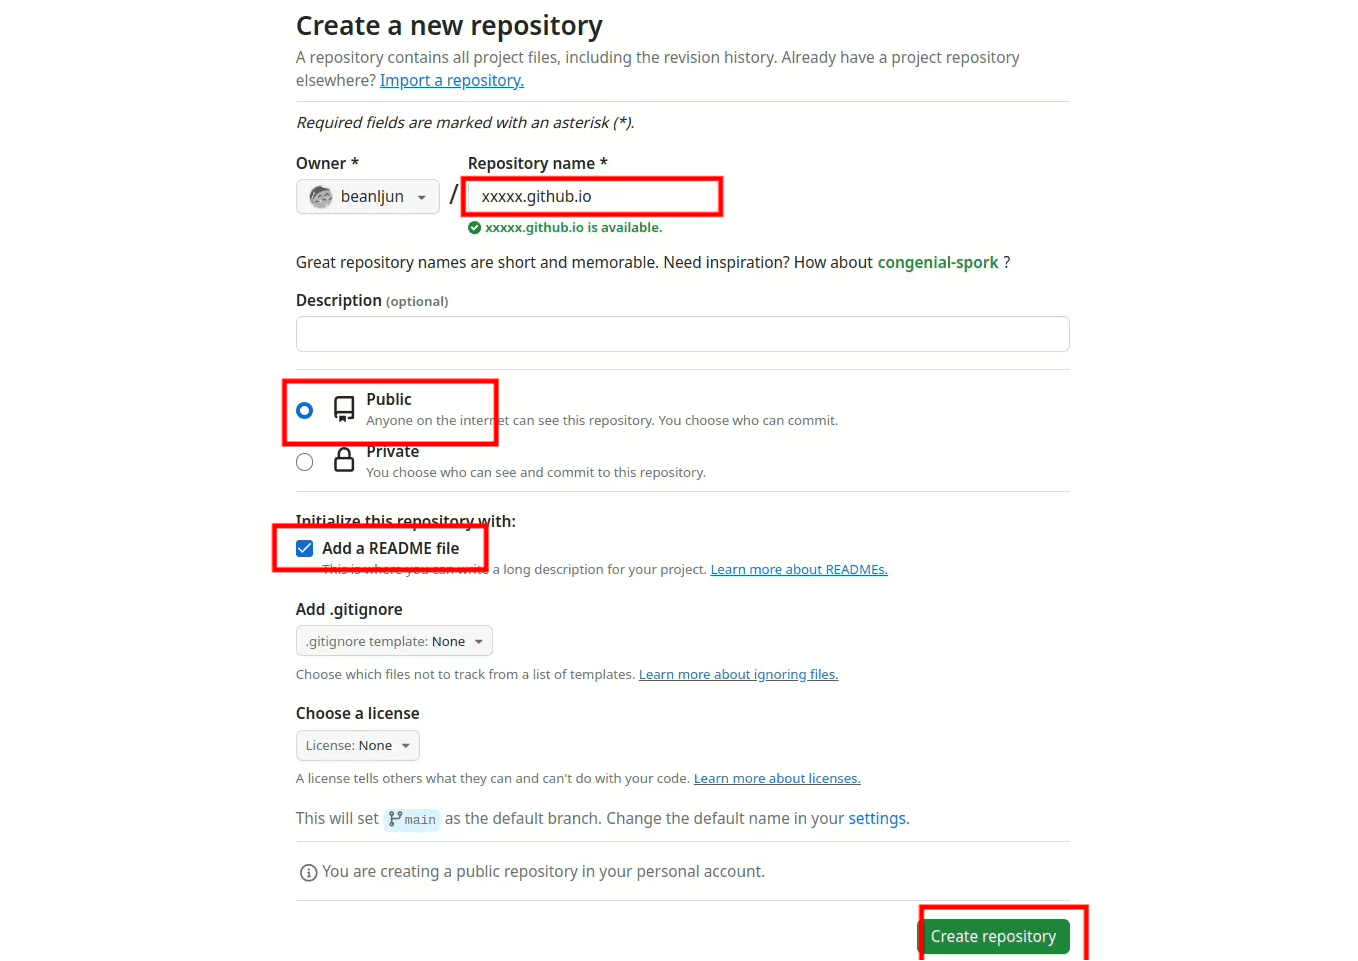 Create a new repository
A repository contains all project files, including the revision history. Already have a project repository
elsewhere? Import a repository.
Required fields are marked with an asterisk (*).
Owner * Repository name *
beanljun / xxxxx.github.io
xxxxx.github.io is available.
Great repository names are short and memorable. Need inspiration? How about congenial-spork ?
Description (optional)
Public
Anyone on the internet can see this repository. You choose who can commit.
Private
You choose who can see and commit to this repository.
Initialize this repository with:
Add a README file
This is where you can write a long description for your project. Learn more about READMEs.
Add .gitignore
.gitignore template: None
Choose which files not to track from a list of templates. Learn more about ignoring files.
Choose a license
License: None
A license tells others what they can and can't do with your code. Learn more about licenses.
This will set main as the default branch. Change the default name in your settings.
You are creating a public repository in your personal account.
Create repository